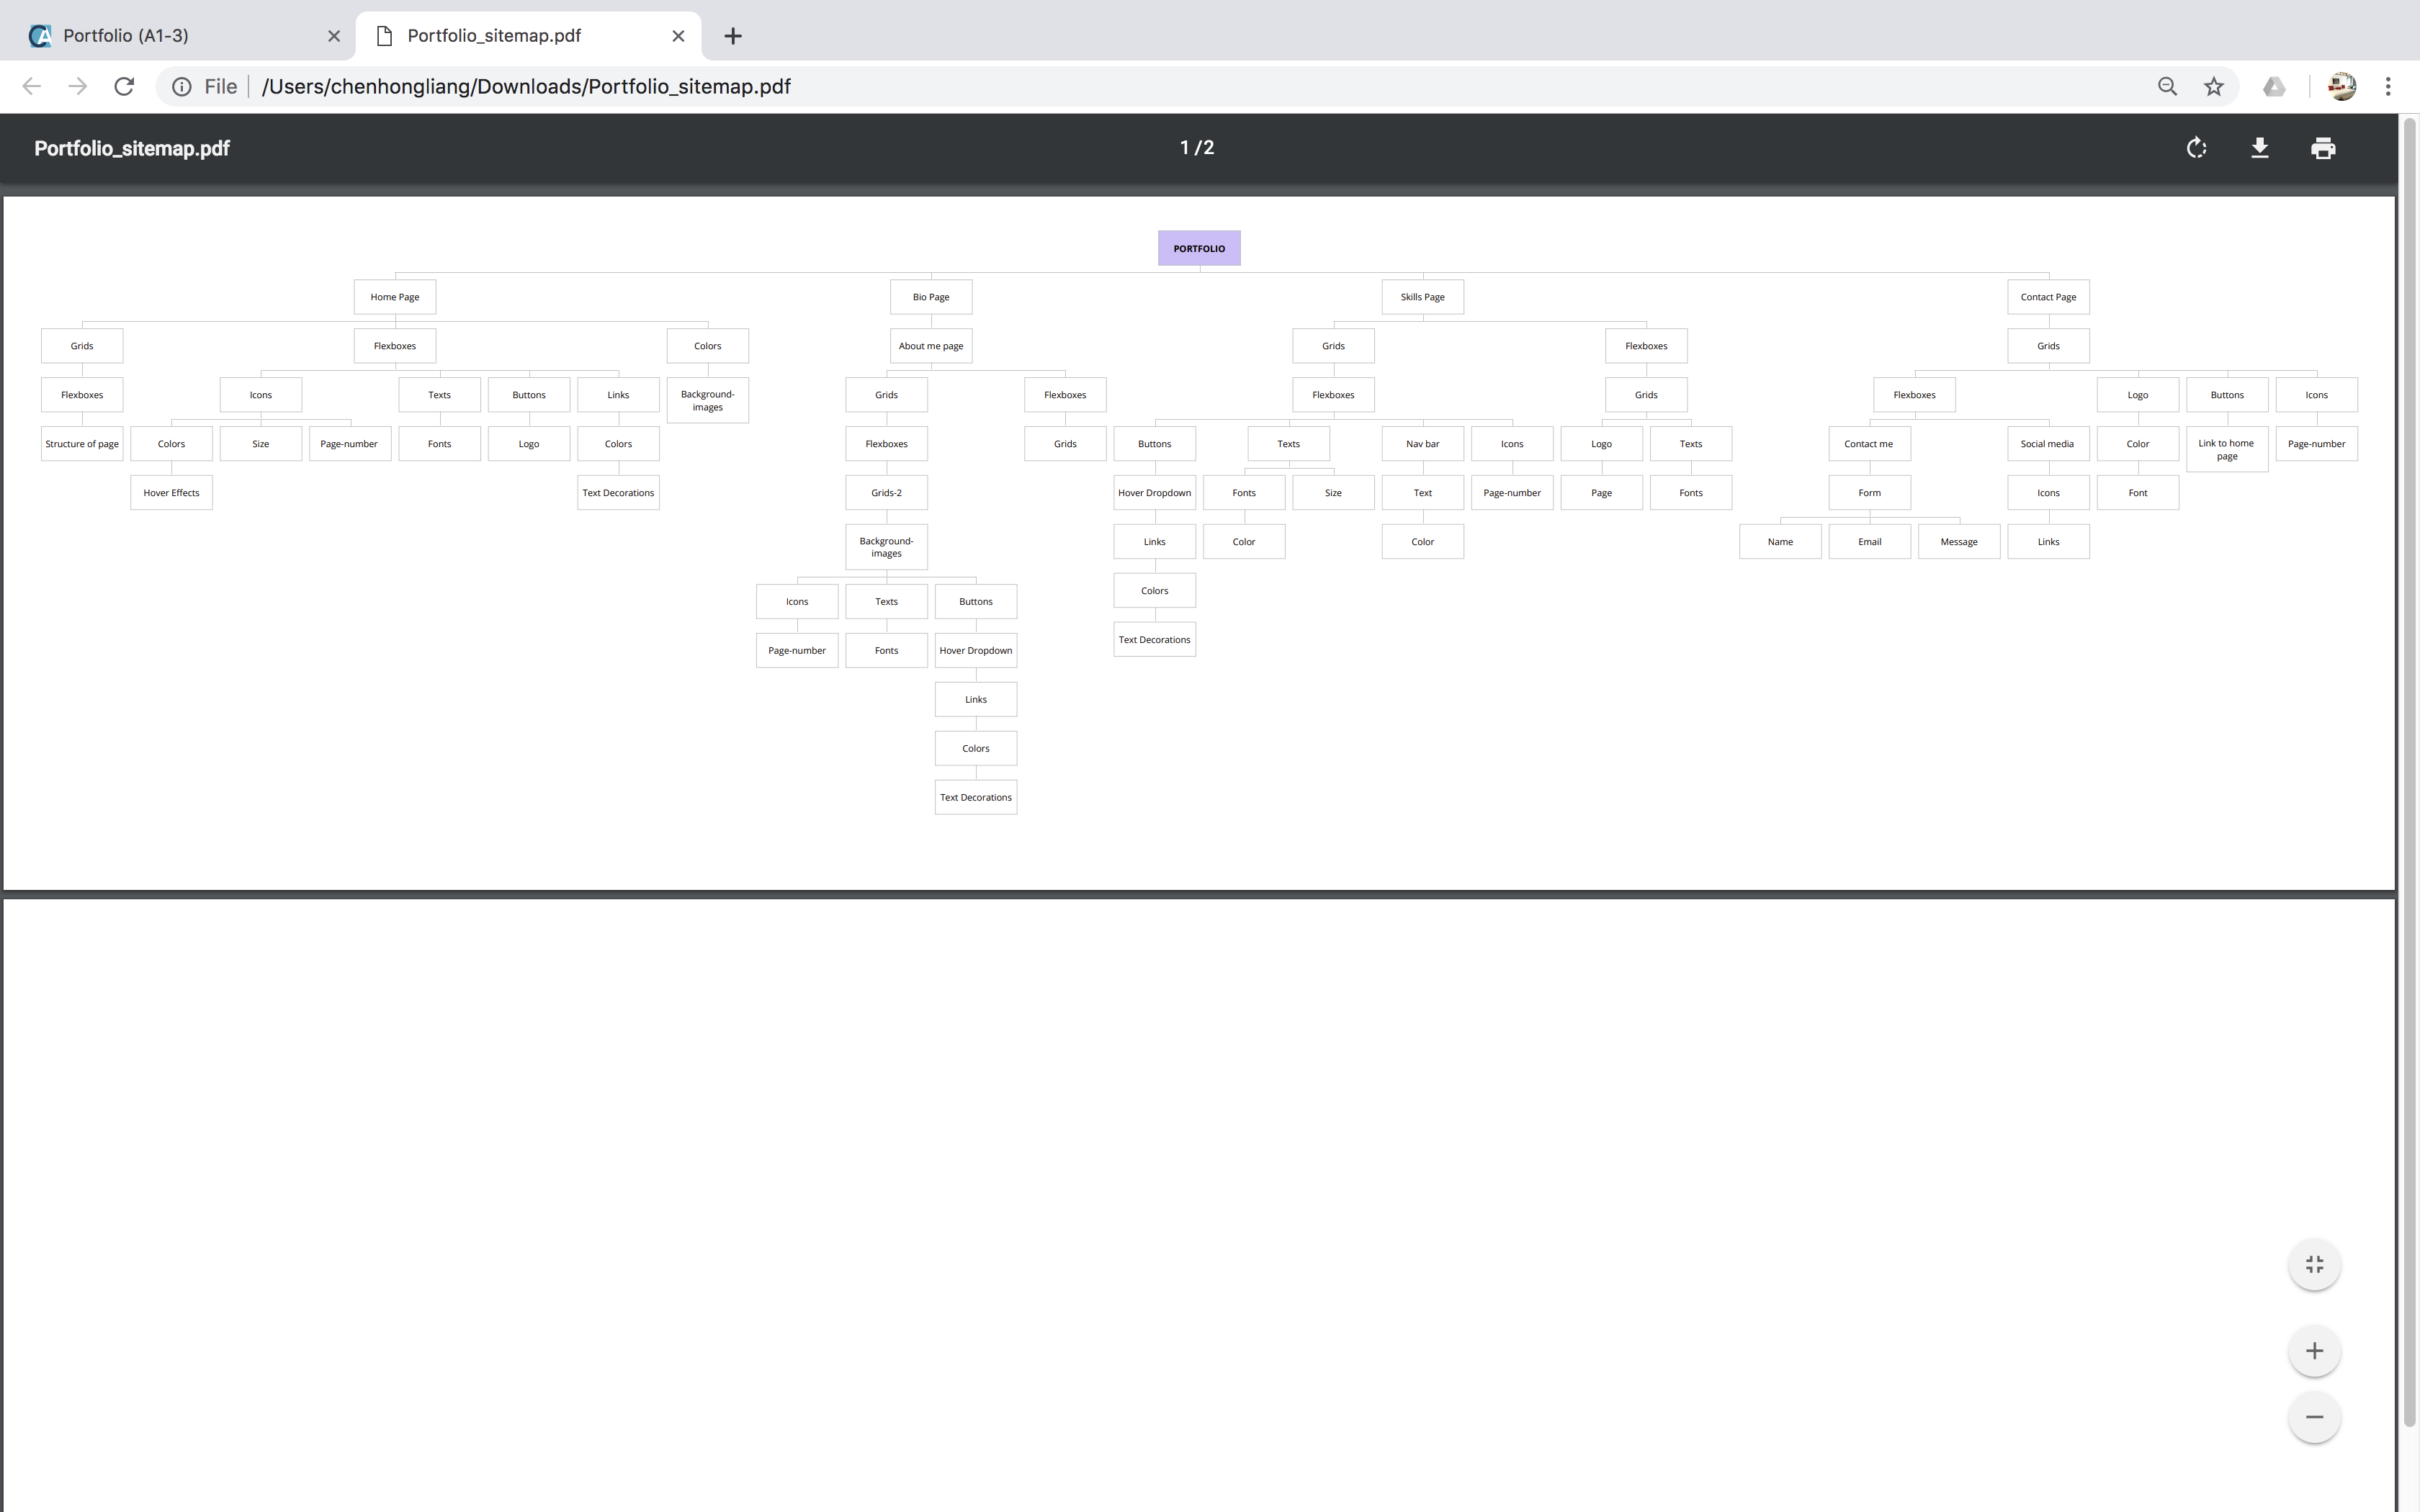 Portfolio (A1-3)
Portfolio_sitemap.pdf
File
/Users/chenhongliang/Downloads/Portfolio_sitemap.pdf
Portfolio_sitemap.pdf
1 / 2
PORTFOLIO
Home Page
Bio Page
Skills Page
Contact Page
Grids
Flexboxes
Colors
About me page
Grids
Flexboxes
Grids
Flexboxes
Icons
Texts
Buttons
Links
Background-
images
Grids
Flexboxes
Flexboxes
Grids
Flexboxes
Logo
Buttons
Icons
Structure of page
Colors
Size
Page-number
Fonts
Logo
Colors
Flexboxes
Grids
Buttons
Texts
Nav bar
Icons
Logo
Texts
Contact me
Social media
Color
Link to home
page
Page-number
Hover Effects
Text Decorations
Grids-2
Hover Dropdown
Fonts
Size
Text
Page-number
Page
Fonts
Form
Icons
Font
Background-
images
Links
Color
Color
Name
Email
Message
Links
Icons
Texts
Buttons
Colors
Page-number
Fonts
Hover Dropdown
Text Decorations
Links
Colors
Text Decorations